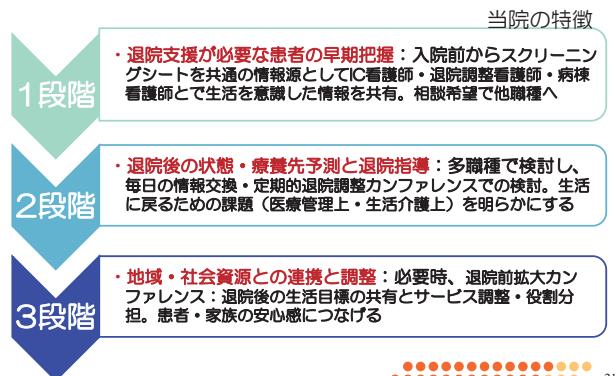 当院の特徴
1段階
・退院支援が必要な患者の早期把握：入院前からスクリーニン
グシートを共通の情報源としてIC看護師・退院調整看護師・病棟
看護師とで生活を意識した情報を共有。相談希望で他職種へ
2段階
・退院後の状態・療養先予測と退院指導：多職種で検討し、
毎日の情報交換・定期的退院調整カンファレンスでの検討。生活
に戻るための課題（医療管理上・生活介護上）を明らかにする
3段階
・地域・社会資源との連携と調整：必要時、退院前拡大カン
ファレンス：退院後の生活目標の共有とサービス調整・役割分
担。患者・家族の安心感につなげる